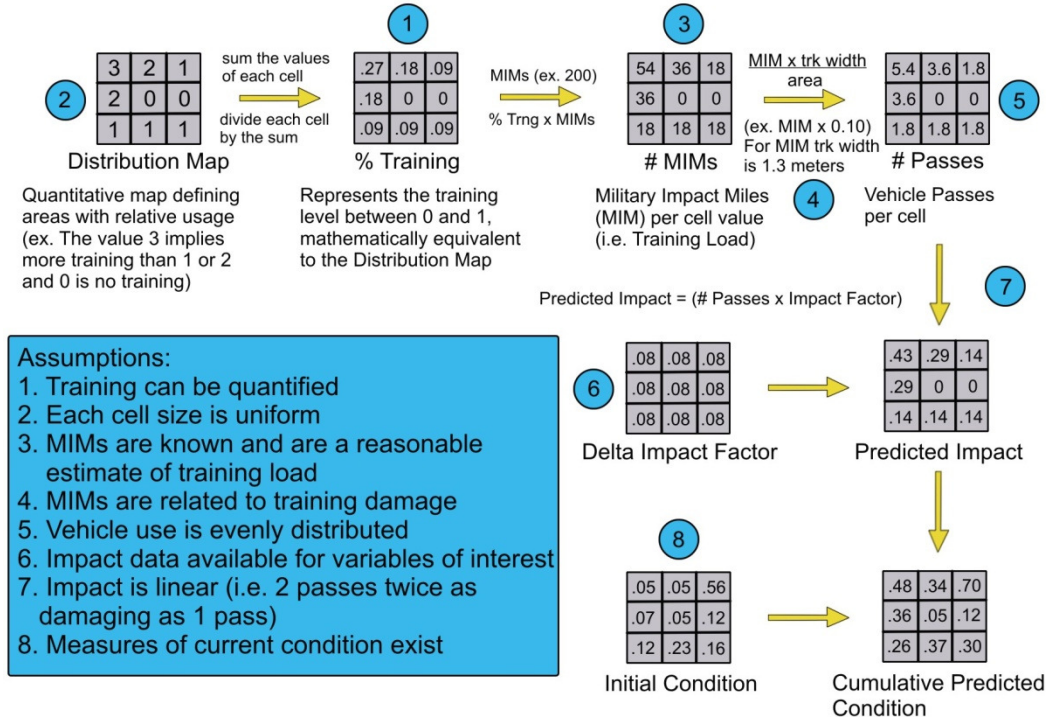 1
3
2
5
3 2 1
2 0 0
1 1 1
Distribution Map
Quantitative map defining
areas with relative usage
(ex. The value 3 implies
more training than 1 or 2
and 0 is no training)
sum the values
of each cell
divide each cell
by the sum
.27 .18 .09
.18 0 0
.09 .09 .09
% Training
Represents the training
level between 0 and 1,
mathematically equivalent
to the Distribution Map
MIMs (ex. 200)
% Trng x MIMs
54 36 18
36 0 0
18 18 18
# MIMs
Military Impact Miles
(MIM) per cell value
(i.e. Training Load)
MIM x trk width
area
(ex. MIM x 0.10)
For MIM trk width
is 1.3 meters
4
5.4 3.6 1.8
3.6 0 0
1.8 1.8 1.8
# Passes
Vehicle Passes
per cell
7
Predicted Impact = (# Passes x Impact Factor)
6
.08 .08 .08
.08 .08 .08
.08 .08 .08
Delta Impact Factor
.43 .29 .14
.29 0 0
.14 .14 .14
Predicted Impact
8
.05 .05 .56
.07 .05 .12
.12 .23 .16
Initial Condition
.48 .34 .70
.36 .05 .12
.26 .37 .30
Cumulative Predicted
Condition
Assumptions:
1. Training can be quantified
2. Each cell size is uniform
3. MIMs are known and are a reasonable
estimate of training load
4. MIMs are related to training damage
5. Vehicle use is evenly distributed
6. Impact data available for variables of interest
7. Impact is linear (i.e. 2 passes twice as
damaging as 1 pass)
8. Measures of current condition exist